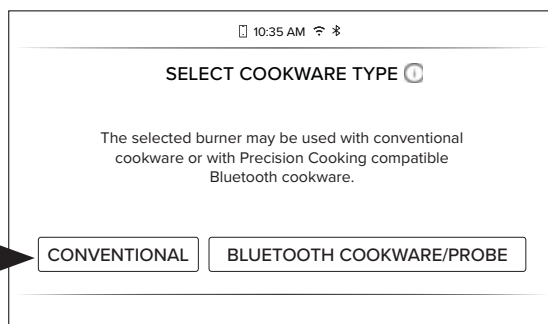 10:35 AM
SELECT COOKWARE TYPE i
The selected burner may be used with conventional
cookware or with Precision Cooking compatible
Bluetooth cookware.
CONVENTIONAL BLUETOOTH COOKWARE/PROBE